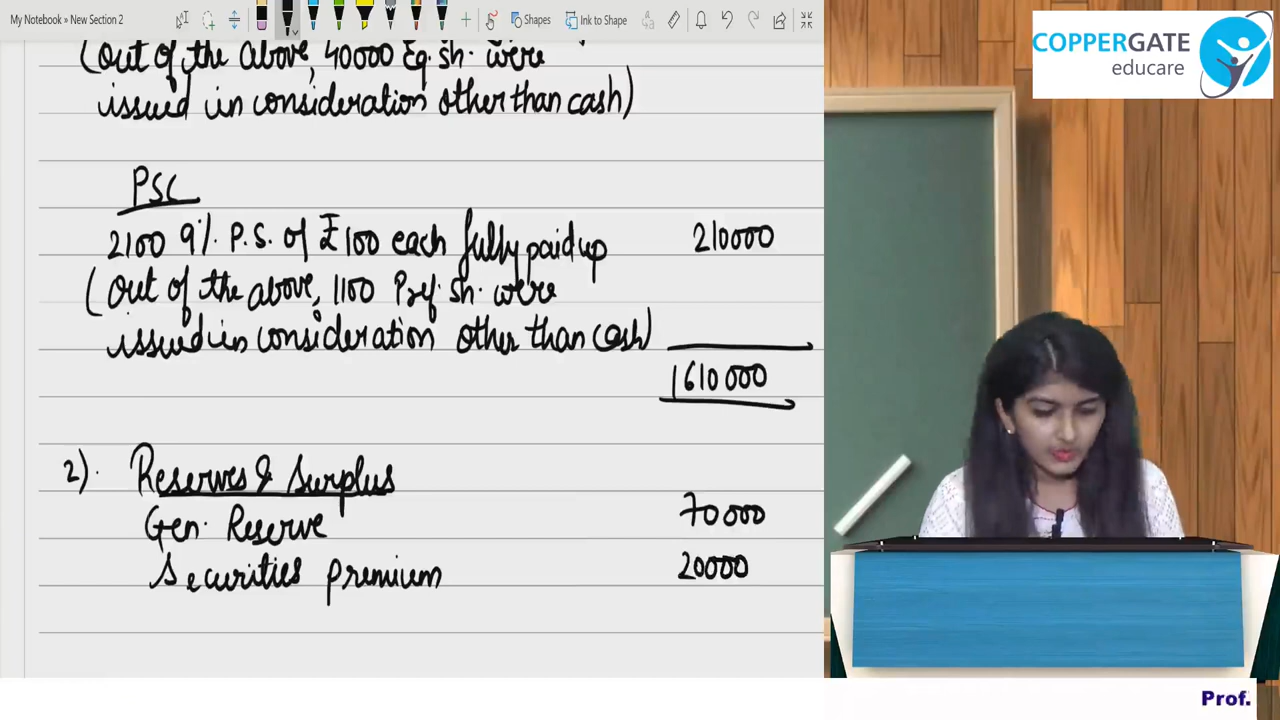 My Notebook » New Section 2
Shapes
Ink to Shape
COPPERGATE
educare
(Out of the above, 40000 Eq. sh. were
issued in consideration other than cash)
PSC
2100 9% P.S. of ₹100 each fully paid up 210000
(Out of the above, 1100 Pref. sh. were
issued in consideration other than cash)
1610000
2). Reserves & Surplus
Gen. Reserve 70000
Securities premium 20000
Prof.